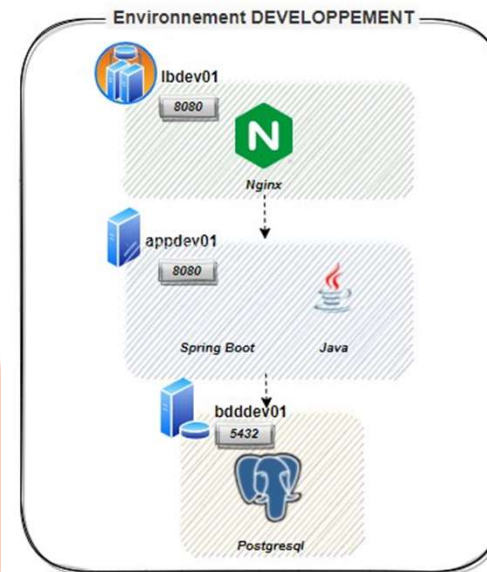 Environnement DEVELOPPEMENT
lbdev01
8080
N
Nginx
appdev01
8080
Spring Boot Java
bdddev01
5432
Postgresql